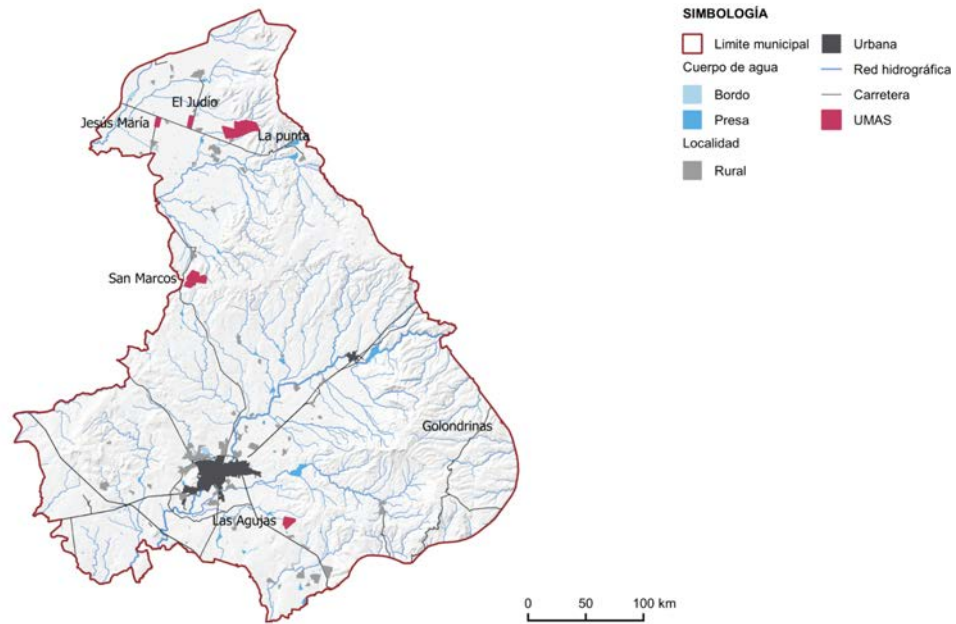 SIMBOLOGÍA
Limite municipal
Cuerpo de agua
Bordo
Presa
Localidad
Rural
Urbana
Red hidrográfica
Carretera
UMAS
El Judío
Jesús María
La punta
San Marcos
Golondrinas
Las Agujas
0 50 100 km